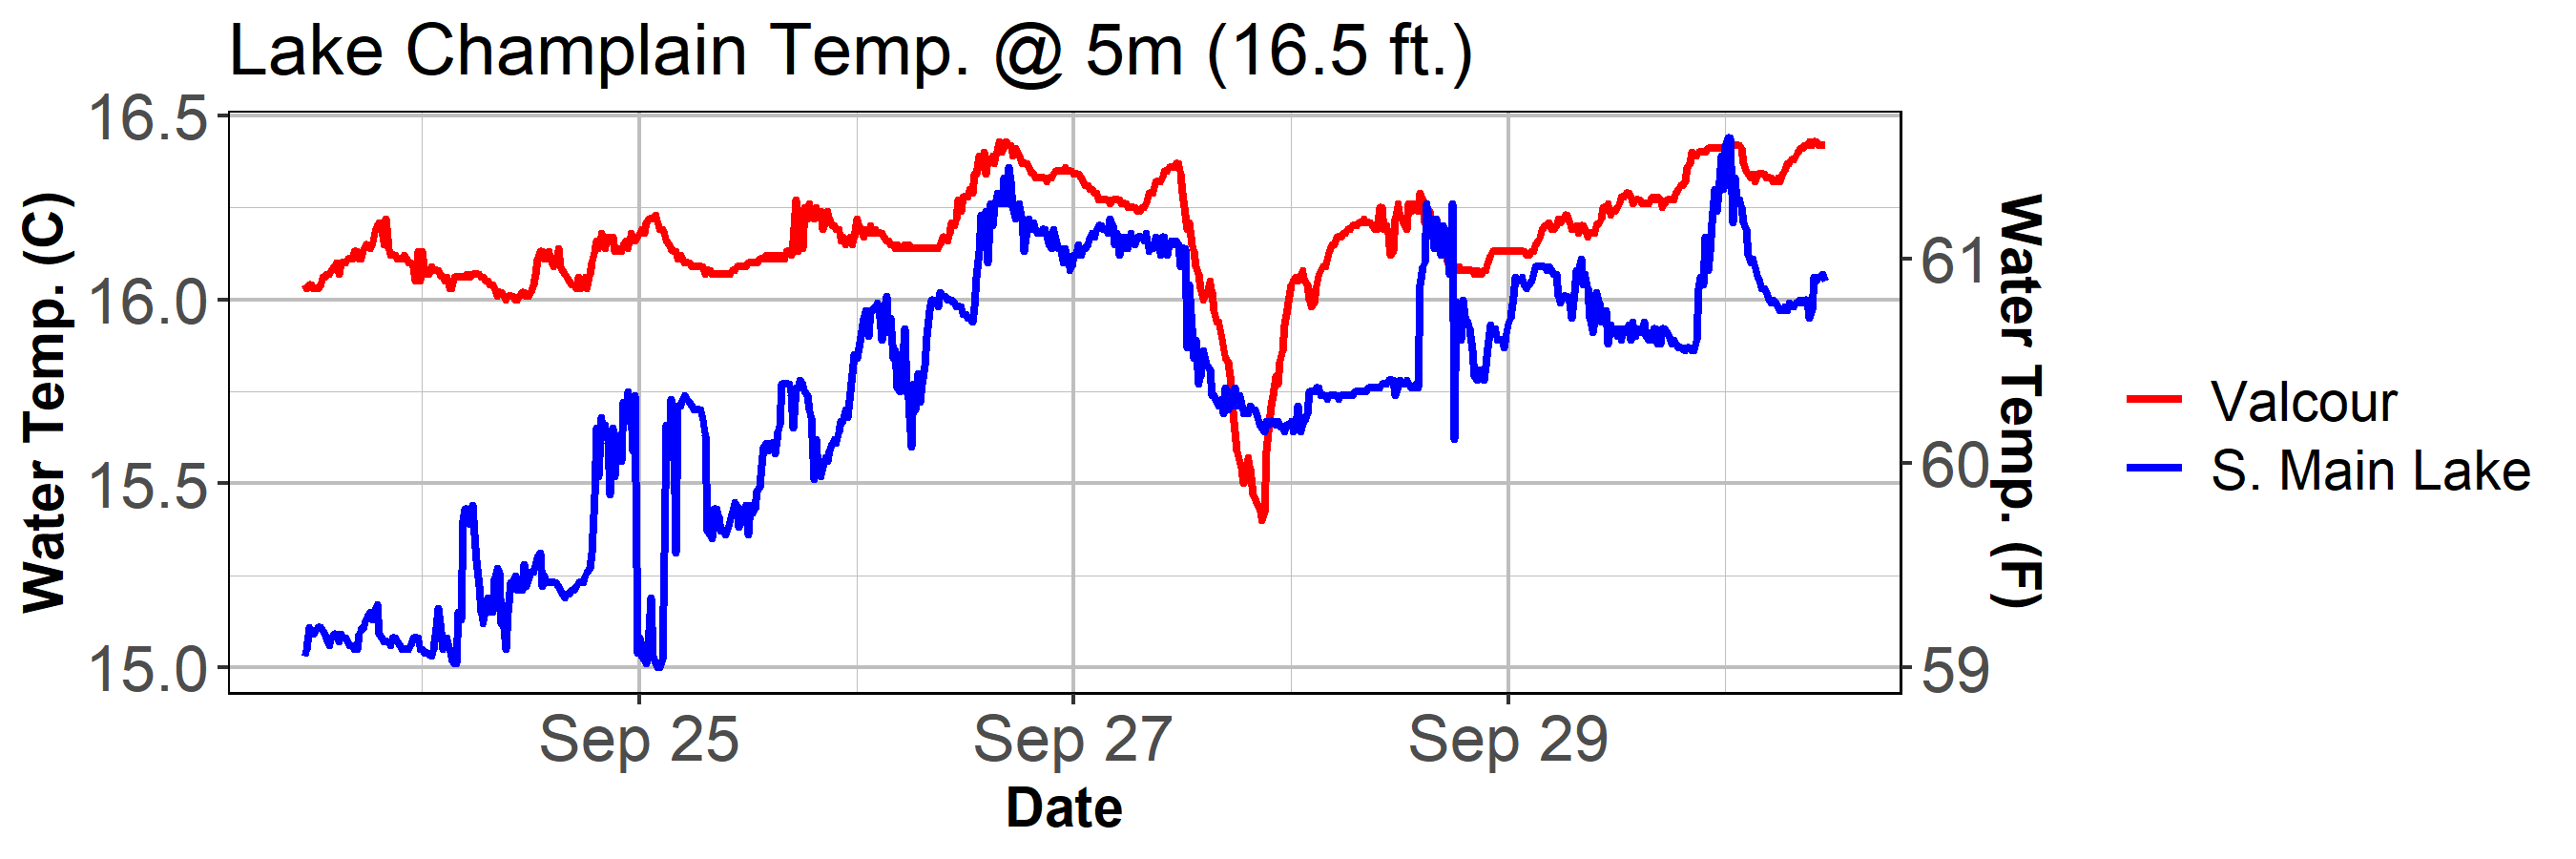 Lake Champlain Temp. @ 5m (16.5 ft.)
Water Temp. (C)
16.5
16.0
15.5
15.0
61
60
59
Water Temp. (F)
Sep 25
Sep 27
Sep 29
Date
Valcour
S. Main Lake